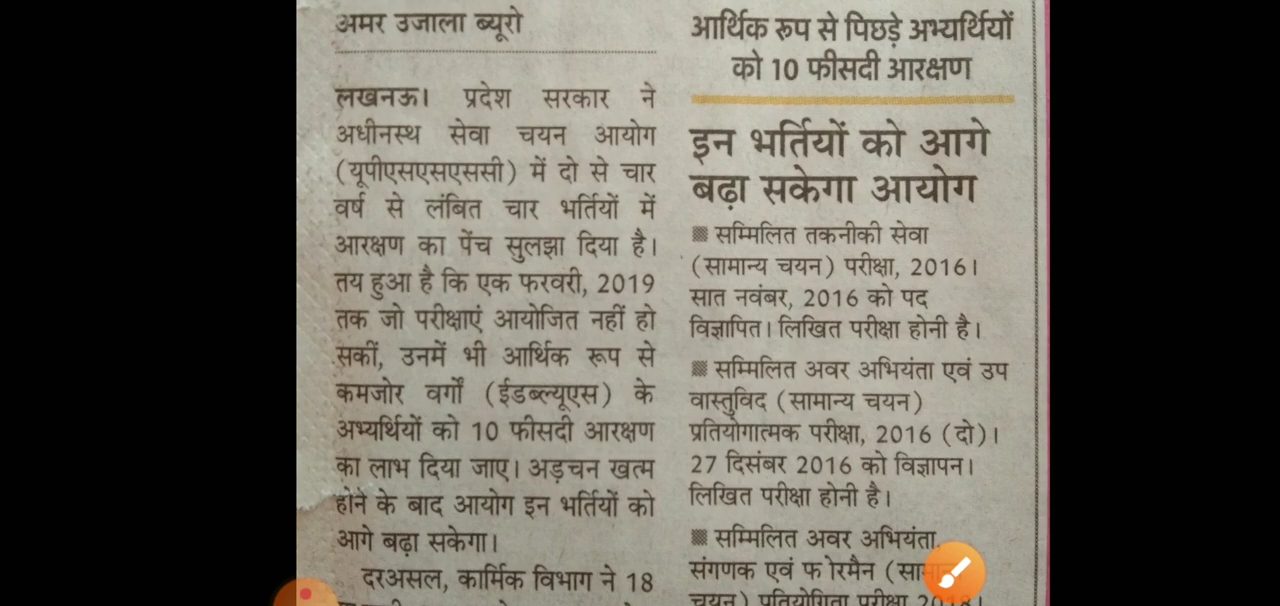 अमर उजाला ब्यूरो
लखनऊ। प्रदेश सरकार ने
अधीनस्थ सेवा चयन आयोग
(यूपीएसएसएससी) में दो से चार
वर्ष से लंबित चार भर्तियों में
आरक्षण का पेंच सुलझा दिया है।
तय हुआ है कि एक फरवरी, 2019
तक जो परीक्षाएं आयोजित नहीं हो
सकीं, उनमें भी आर्थिक रूप से
कमजोर वर्गों (ईडब्ल्यूएस) के
अभ्यर्थियों को 10 फीसदी आरक्षण
का लाभ दिया जाए। अड़चन खत्म
होने के बाद आयोग इन भर्तियों को
आगे बढ़ा सकेगा।
दरअसल, कार्मिक विभाग ने 18
आर्थिक रूप से पिछड़े अभ्यर्थियों
को 10 फीसदी आरक्षण
इन भर्तियों को आगे
बढ़ा सकेगा आयोग
सम्मिलित तकनीकी सेवा
(सामान्य चयन) परीक्षा, 2016।
सात नवंबर, 2016 को पद
विज्ञापित। लिखित परीक्षा होनी है।
सम्मिलित अवर अभियंता एवं उप
वास्तुविद (सामान्य चयन)
प्रतियोगात्मक परीक्षा, 2016 (दो)।
27 दिसंबर 2016 को विज्ञापन।
लिखित परीक्षा होनी है।
सम्मिलित अवर अभियंता,
संगणक एवं फ ोरमैन
चयन) प्रतियोगिता परीक्षा